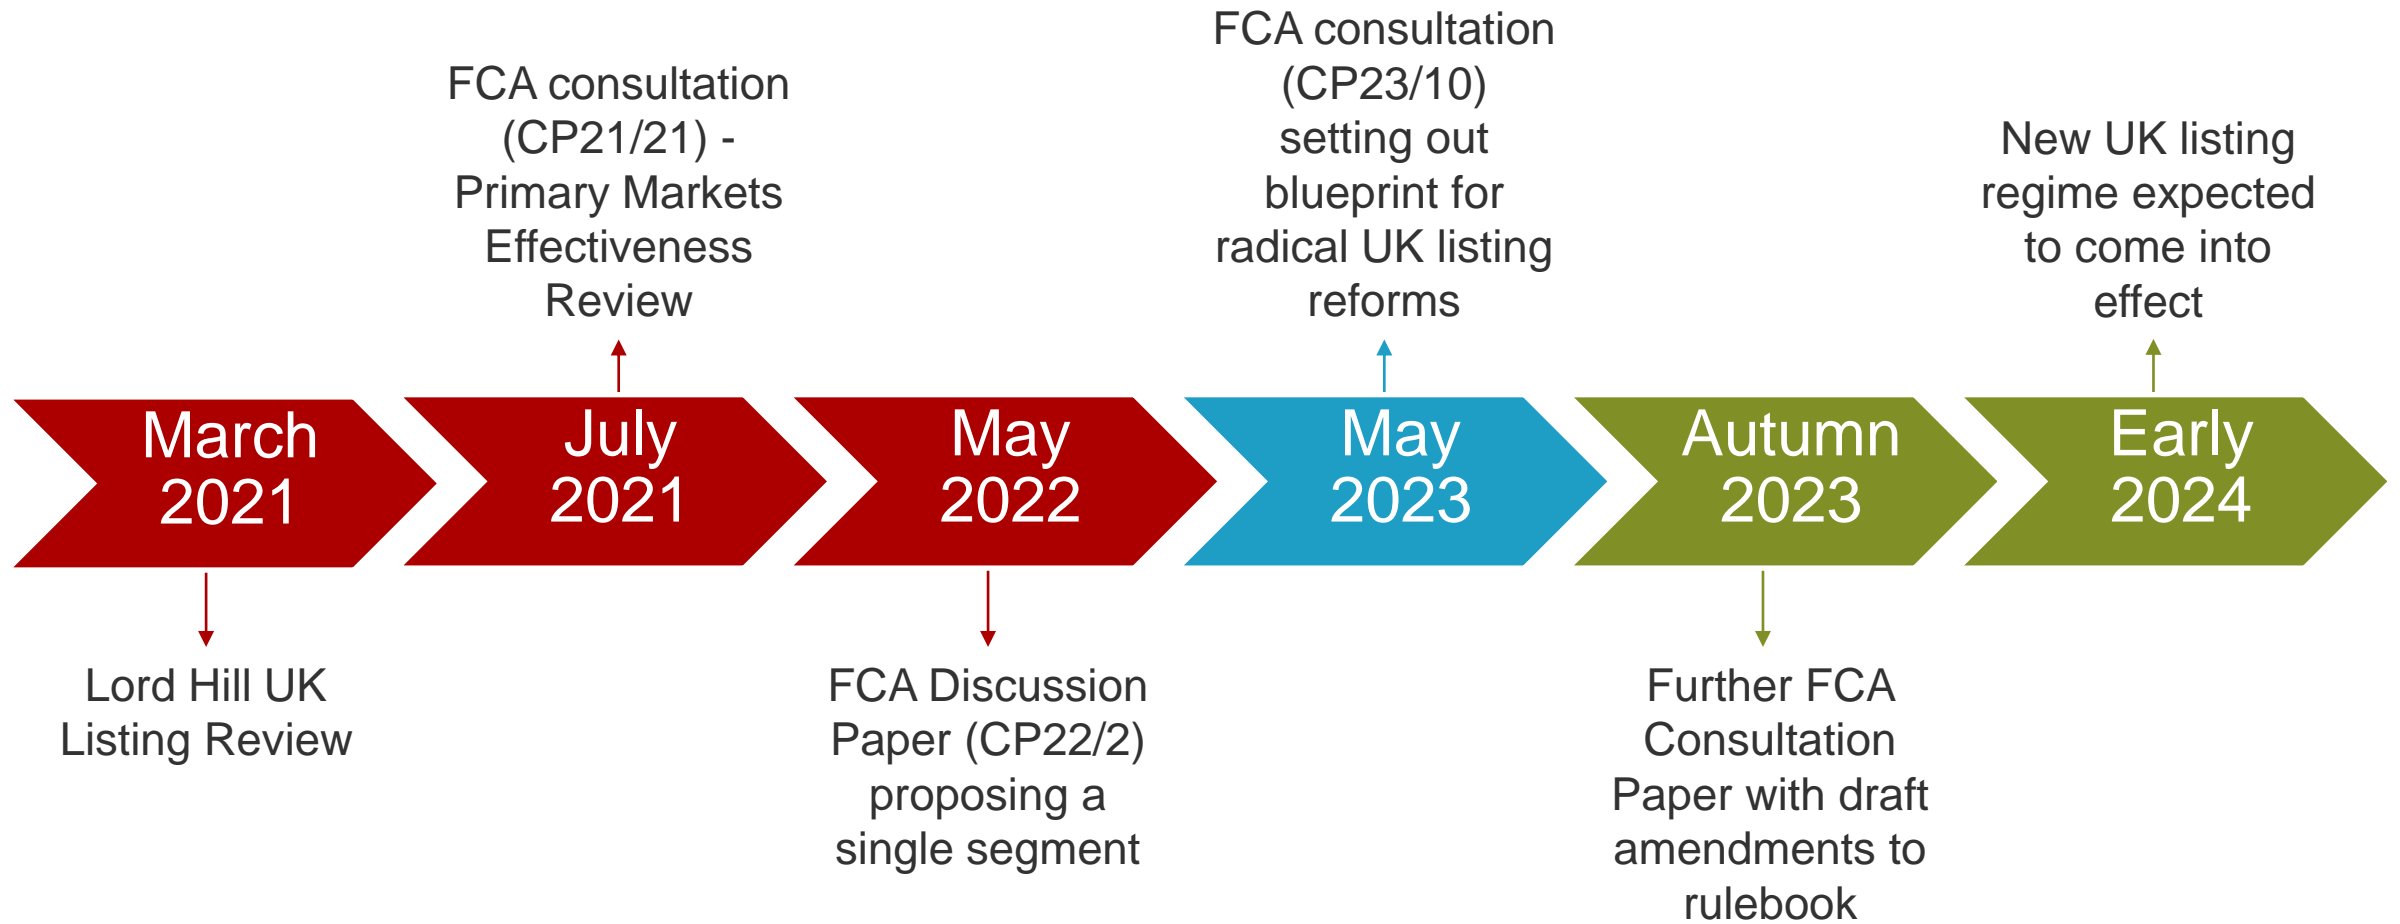 FCA consultation
(CP21/21) -
Primary Markets
Effectiveness
Review
FCA consultation
(CP23/10)
setting out
blueprint for
radical UK listing
reforms
New UK listing
regime expected
to come into
effect
March
2021
July
2021
May
2022
May
2023
Autumn
2023
Early
2024
Lord Hill UK
Listing Review
FCA Discussion
Paper (CP22/2)
proposing a
single segment
Further FCA
Consultation
Paper with draft
amendments to
rulebook